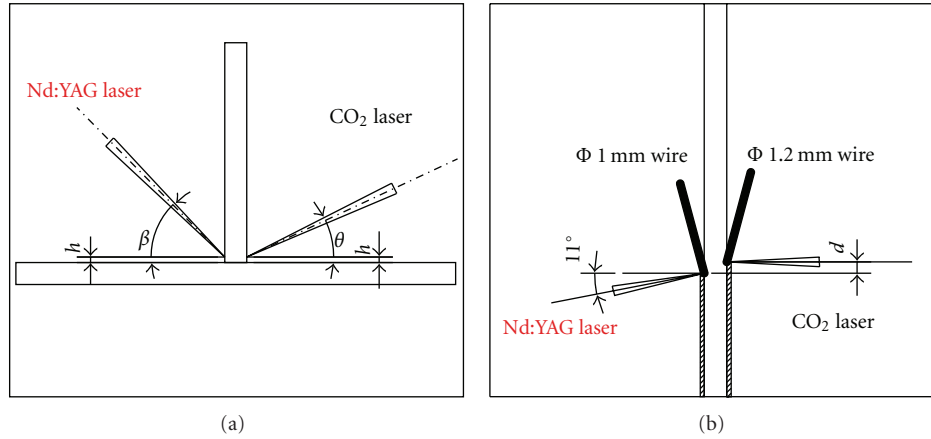 Nd:YAG laser
CO₂ laser
h
β
θ
h
(a)
Φ 1 mm wire
Φ 1.2 mm wire
11°
d
Nd:YAG laser
CO₂ laser
(b)